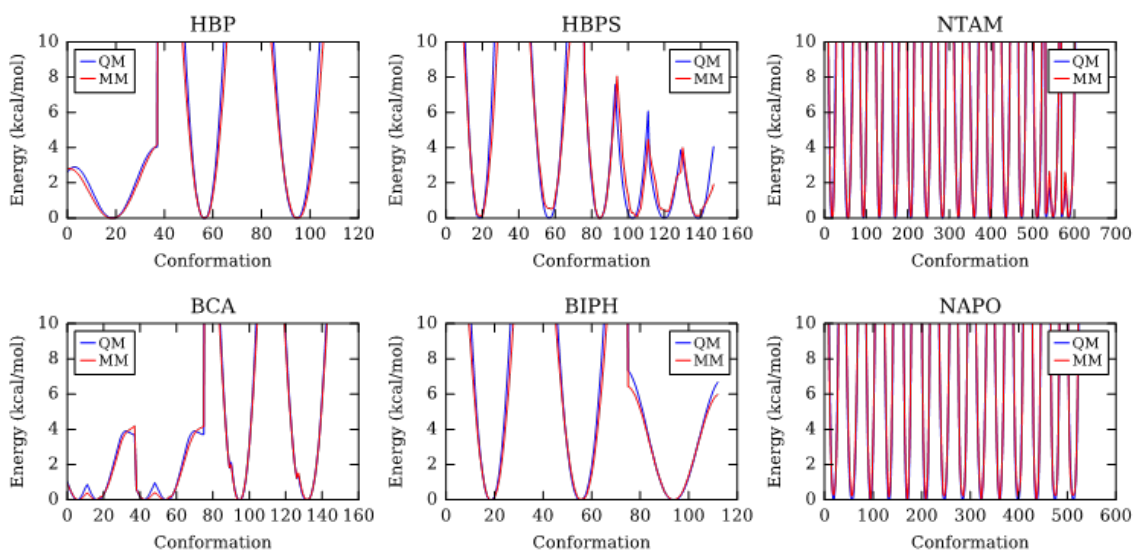 HBP
Energy (kcal/mol)
10
8
6
4
2
0
QM
MM
0 20 40 60 80 100 120
Conformation
HBPS
Energy (kcal/mol)
10
8
6
4
2
0
QM
MM
0 20 40 60 80 100 120 140 160
Conformation
NTAM
Energy (kcal/mol)
10
8
6
4
2
0
QM
MM
0 100 200 300 400 500 600 700
Conformation
BCA
Energy (kcal/mol)
10
8
6
4
2
0
QM
MM
0 20 40 60 80 100 120 140 160
Conformation
BIPH
Energy (kcal/mol)
10
8
6
4
2
0
QM
MM
0 20 40 60 80 100 120
Conformation
NAPO
Energy (kcal/mol)
10
8
6
4
2
0
QM
MM
0 100 200 300 400 500 600
Conformation